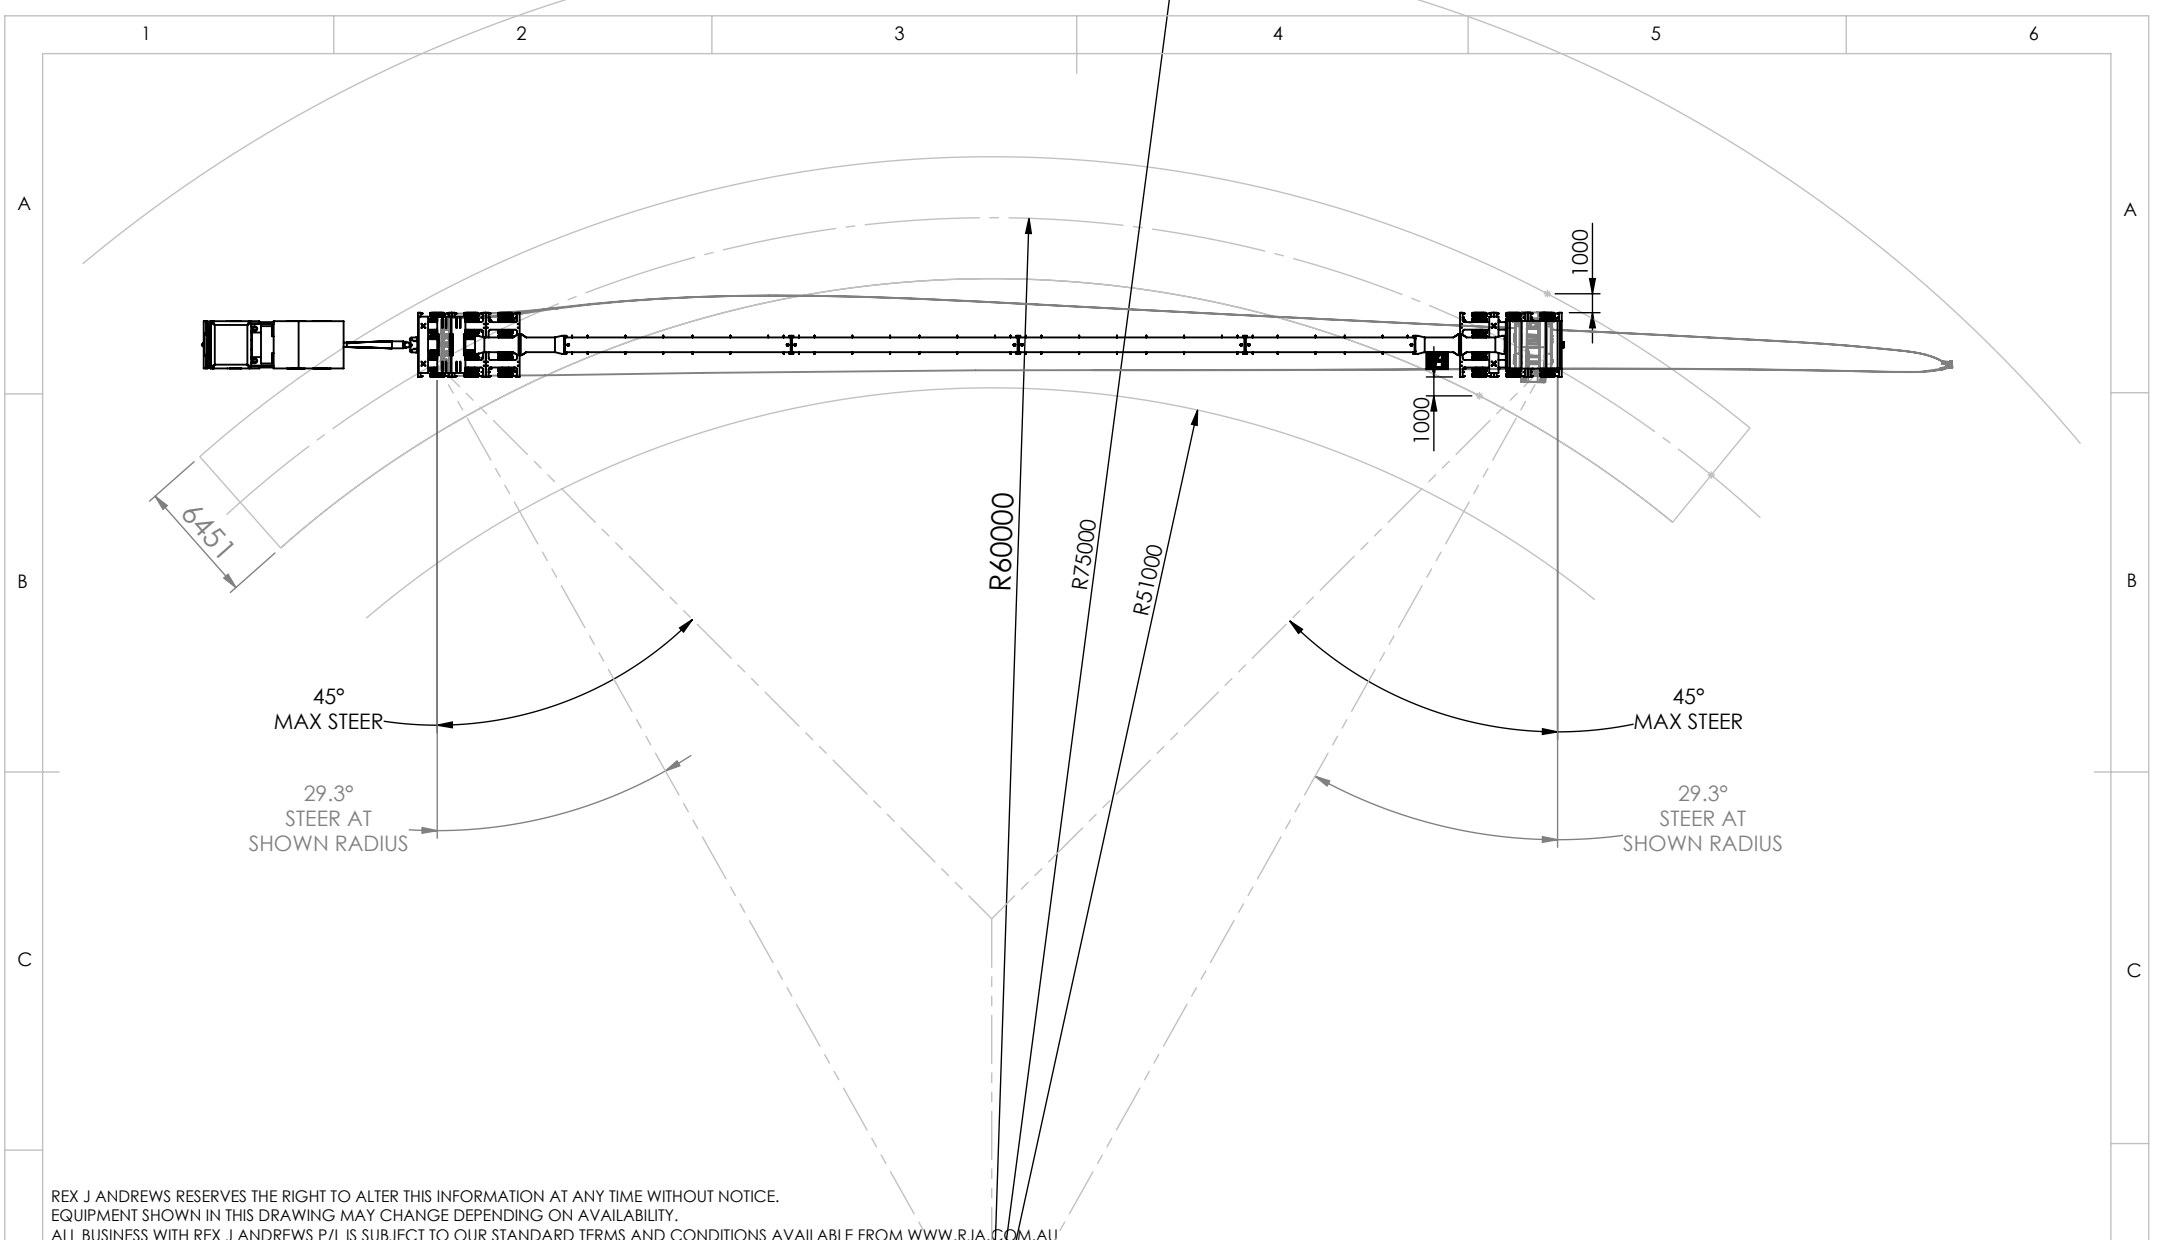 1 2 3 4 5 6
A
A
1000
1000
6451
R60000
R75000
R51000
B
B
45°
MAX STEER
45°
MAX STEER
29.3°
STEER AT
SHOWN RADIUS
29.3°
STEER AT
SHOWN RADIUS
C
C
REX J ANDREWS RESERVES THE RIGHT TO ALTER THIS INFORMATION AT ANY TIME WITHOUT NOTICE.
EQUIPMENT SHOWN IN THIS DRAWING MAY CHANGE DEPENDING ON AVAILABILITY.
ALL BUSINESS WITH REX J ANDREWS P/L IS SUBJECT TO OUR STANDARD TERMS AND CONDITIONS AVAILABLE FROM WWW.RJA.COM.AU